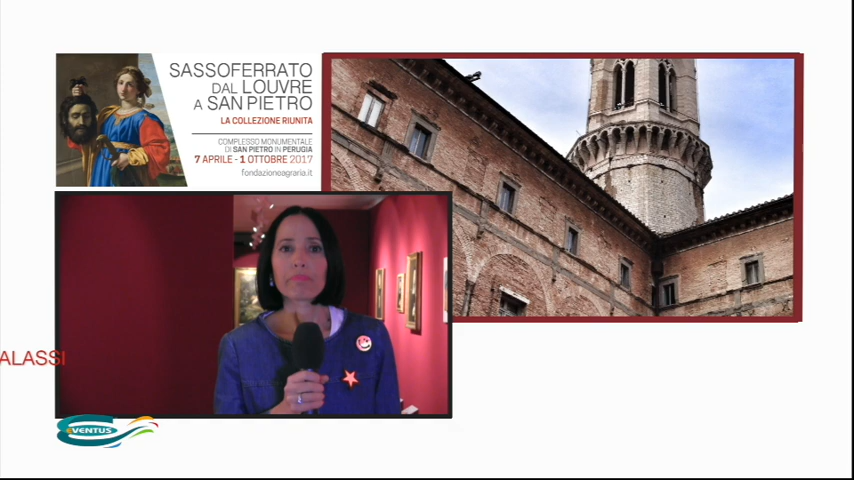 SASSOFERRATO
DAL LOUVRE
A SAN PIETRO
LA COLLEZIONE RIUNITA
COMPLESSO MONUMENTALE
DI SAN PIETRO IN PERUGIA
7 APRILE - 1 OTTOBRE 2017
fondazioneagraria.it
ALASSI
EVENTUS